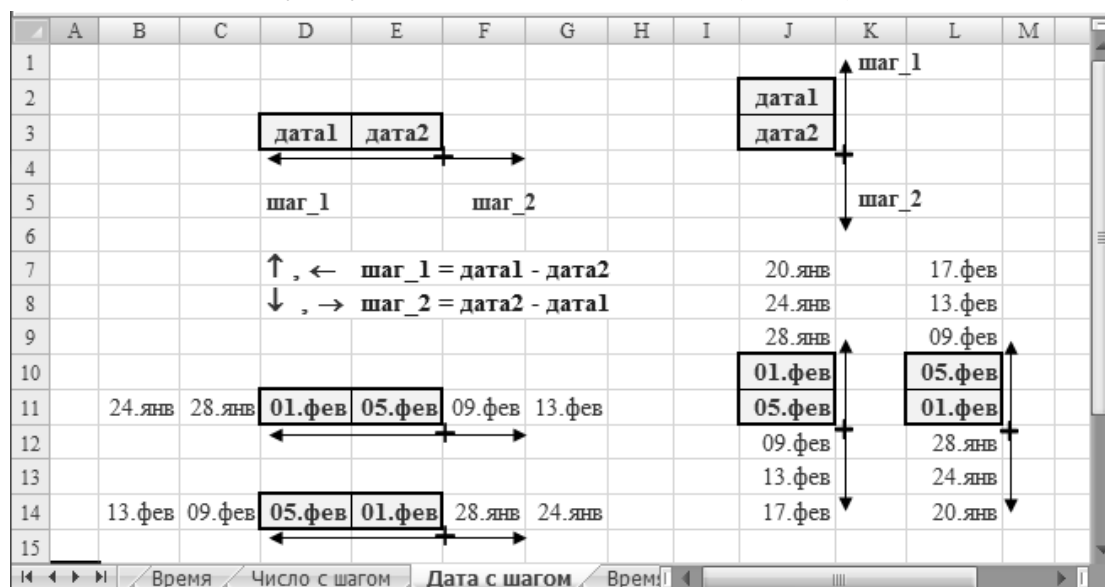 A B C D E F G H I J K L M
1 шаг_1
2 дата1
3 дата1 дата2 дата2
4
5 шаг_1 шаг_2 шаг_2
6
7 ↑ , ← шаг_1 = дата1 - дата2 20.янв 17.фев
8 ↓ , → шаг_2 = дата2 - дата1 24.янв 13.фев
9 28.янв 09.фев
10 01.фев 05.фев
11 24.янв 28.янв 01.фев 05.фев 09.фев 13.фев 05.фев 01.фев
12 09.фев 28.янв
13 13.фев 24.янв
14 13.фев 09.фев 05.фев 01.фев 28.янв 24.янв 17.фев 20.янв
15
Время Число с шагом Дата с шагом Время